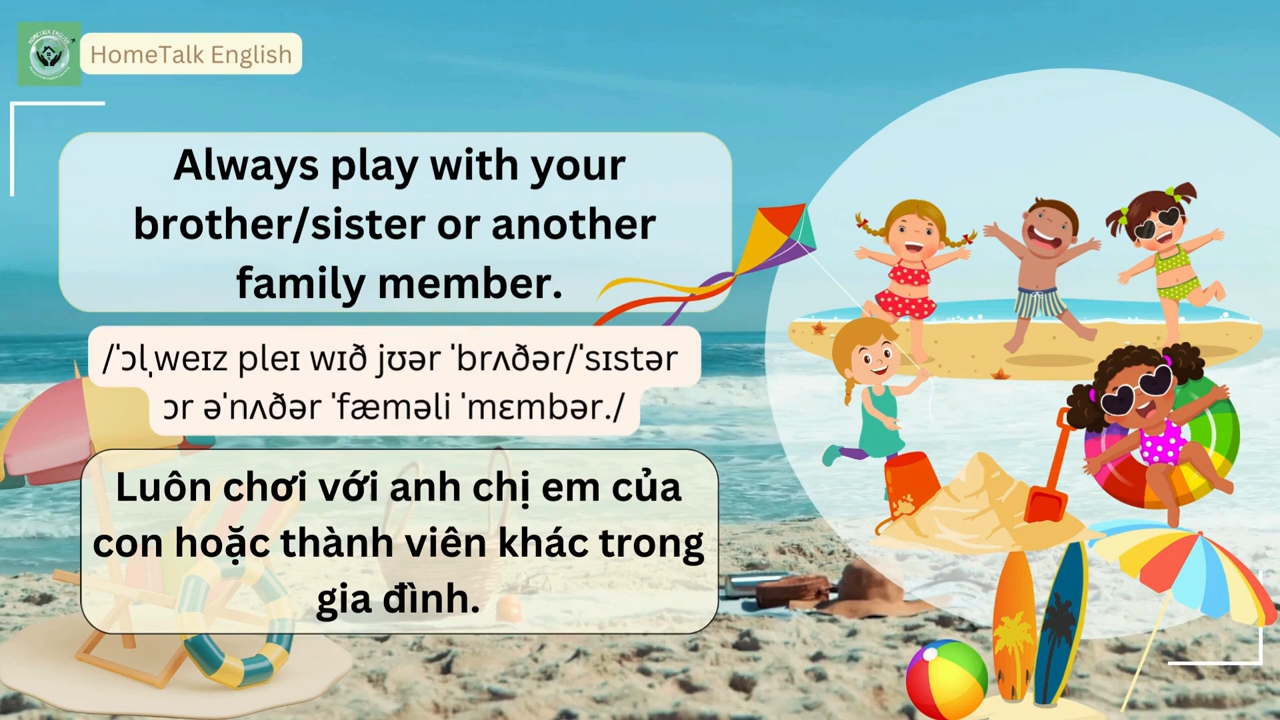 HomeTalk English
Always play with your
brother/sister or another
family member.
/ˈɔlˌweɪz pleɪ wɪð jʊər ˈbrʌðər/ˈsɪstər
ɔr əˈnʌðər ˈfæməli ˈmɛmbər./
Luôn chơi với anh chị em của
con hoặc thành viên khác trong
gia đình.